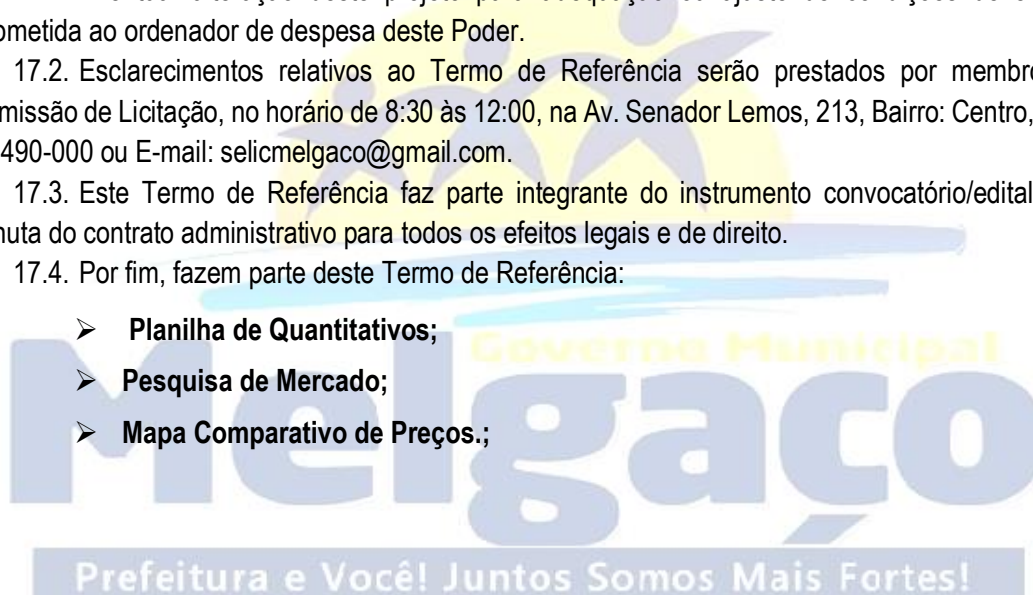 ometida ao ordenador de despesa deste Poder.
17.2. Esclarecimentos relativos ao Termo de Referência serão prestados por membro
missão de Licitação, no horário de 8:30 às 12:00, na Av. Senador Lemos, 213, Bairro: Centro,
490-000 ou E-mail: selicmelgaco@gmail.com.
17.3. Este Termo de Referência faz parte integrante do instrumento convocatório/edital
uta do contrato administrativo para todos os efeitos legais e de direito.
17.4. Por fim, fazem parte deste Termo de Referência:
➢ Planilha de Quantitativos;
➢ Pesquisa de Mercado;
➢ Mapa Comparativo de Preços.;
Governo Municipal
Melgaço
Prefeitura e Você! Juntos Somos Mais Fortes!